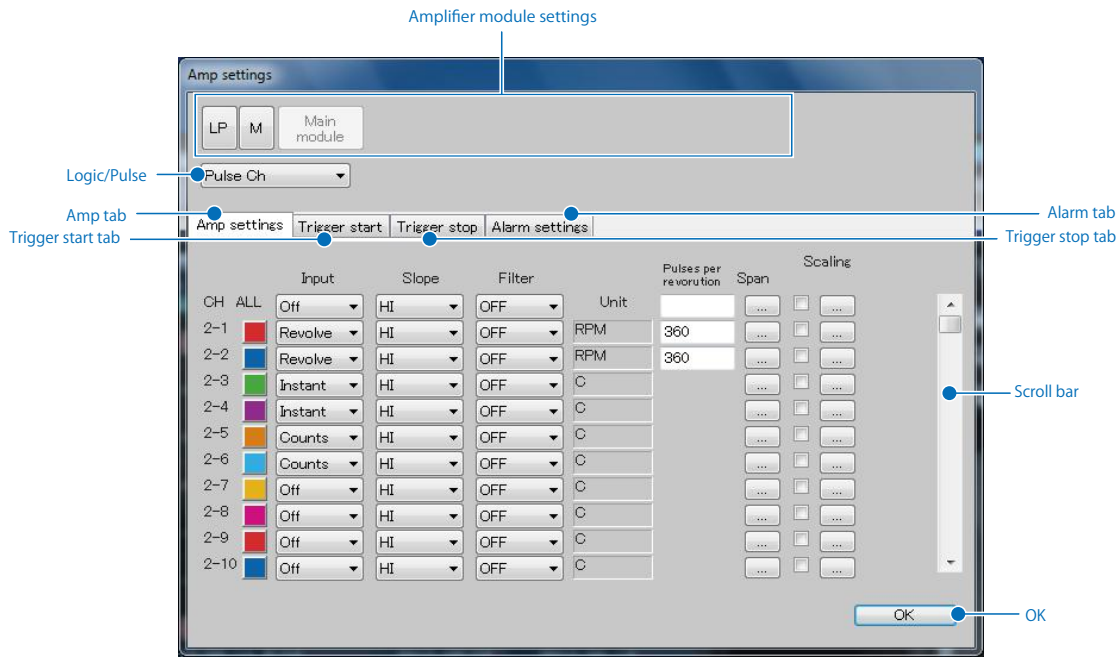 Amplifier module settings
Amp settings
LP M Main module
Logic/Pulse
Pulse Ch
Amp tab
Alarm tab
Amp settings Trigger start Trigger stop Alarm settings
Trigger start tab
Trigger stop tab
Input Slope Filter Pulses per revorution Span Scaling
CH ALL Off HI OFF Unit ... ...
2-1 Revolve HI OFF RPM 360 ... ...
2-2 Revolve HI OFF RPM 360 ... ...
2-3 Instant HI OFF C ... ...
2-4 Instant HI OFF C ... ...
Scroll bar
2-5 Counts HI OFF C ... ...
2-6 Counts HI OFF C ... ...
2-7 Off HI OFF C ... ...
2-8 Off HI OFF C ... ...
2-9 Off HI OFF C ... ...
2-10 Off HI OFF C ... ...
OK
OK